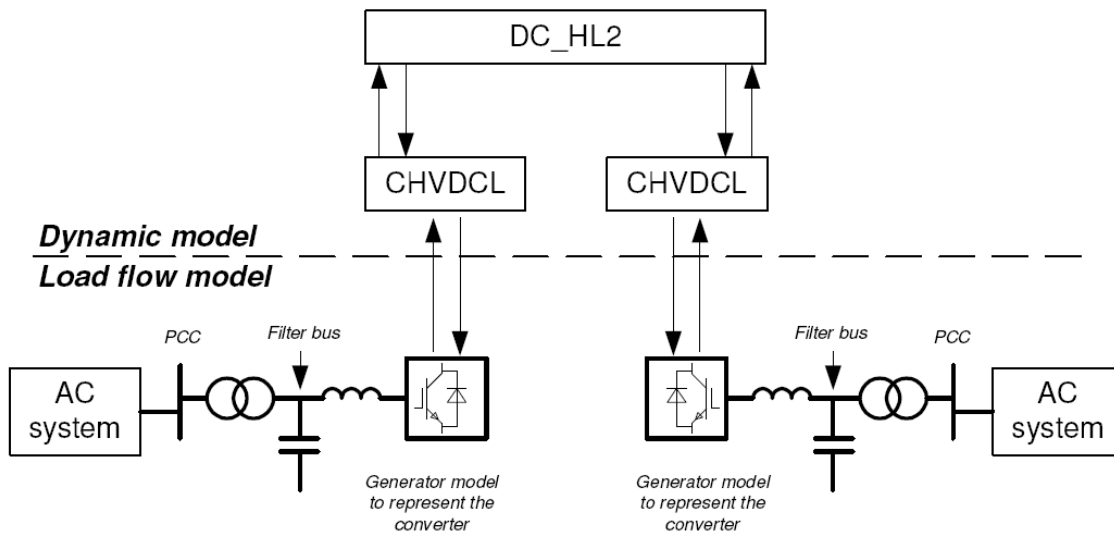 DC_HL2
CHVDCL
CHVDCL
Dynamic model
Load flow model
PCC
Filter bus
Filter bus
PCC
AC
system
AC
system
Generator model
to represent the
converter
Generator model
to represent the
converter